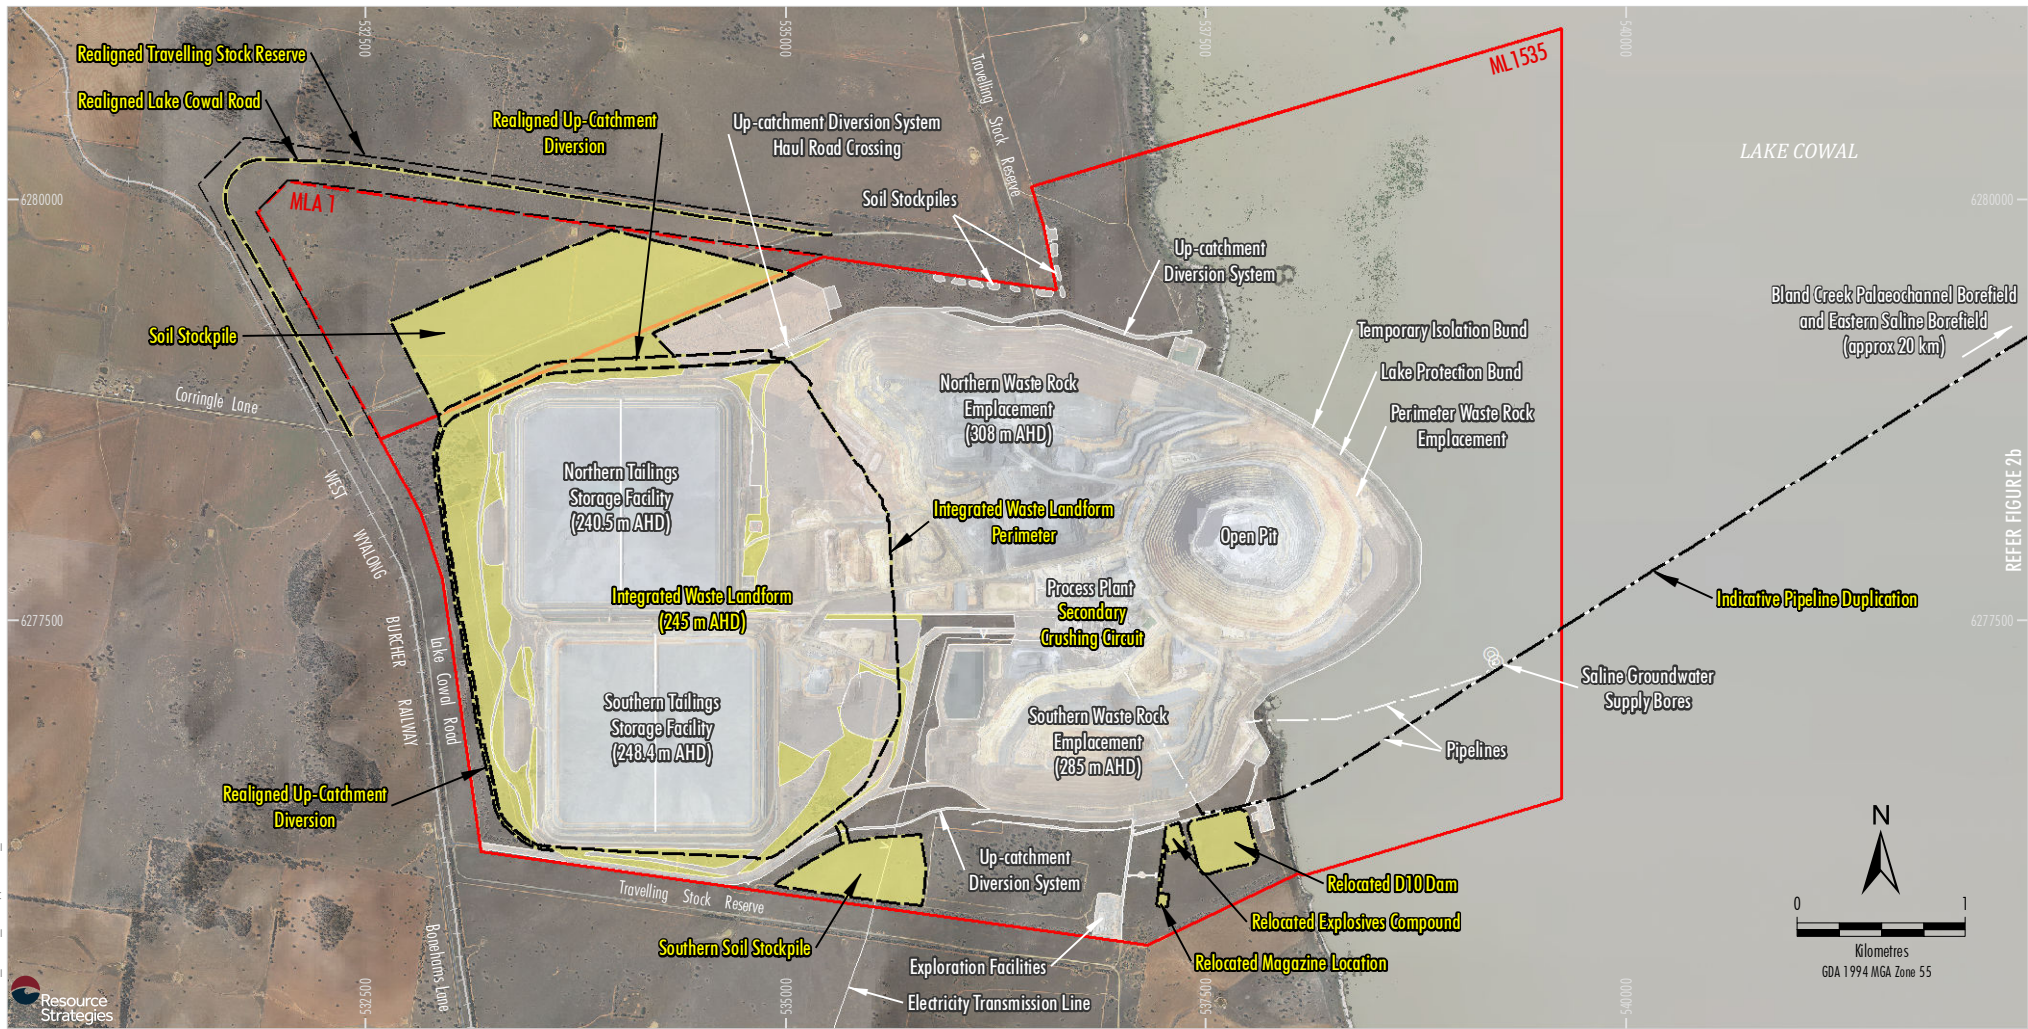 532500
535000
537500
540000
Realigned Travelling Stock Reserve
Realigned Lake Cowal Road
Realigned Up-Catchment
Diversion
Up-catchment Diversion System
Haul Road Crossing
Travelling Stock Reserve
ML1535
LAKE COWAL
6280000
MLA 1
Soil Stockpiles
6280000
Up-catchment
Diversion System
Bland Creek Palaeochannel Borefield
and Eastern Saline Borefield
(approx 20 km)
Soil Stockpile
Temporary Isolation Bund
Lake Protection Bund
Corringle Lane
Northern Waste Rock
Emplacement
(308 m AHD)
Perimeter Waste Rock
Emplacement
Northern Tailings
Storage Facility
(240.5 m AHD)
WEST WYALONG BURCHER RAILWAY
Integrated Waste Landform
Perimeter
Open Pit
REFER FIGURE 2b
Integrated Waste Landform
(245 m AHD)
Process Plant
Secondary
Crushing Circuit
Indicative Pipeline Duplication
6277500
6277500
Lake Cowal Road
Southern Tailings
Storage Facility
(248.4 m AHD)
Southern Waste Rock
Emplacement
(285 m AHD)
Saline Groundwater
Supply Bores
Pipelines
Realigned Up-Catchment
Diversion
Up-catchment
Diversion System
Travelling Stock Reserve
Relocated D10 Dam
Relocated Explosives Compound
Relocated Magazine Location
Southern Soil Stockpile
Bonehams Lane
Exploration Facilities
Electricity Transmission Line
N
0 1
Kilometres
GDA 1994 MGA Zone 55
Resource
Strategies
532500
535000
537500
540000